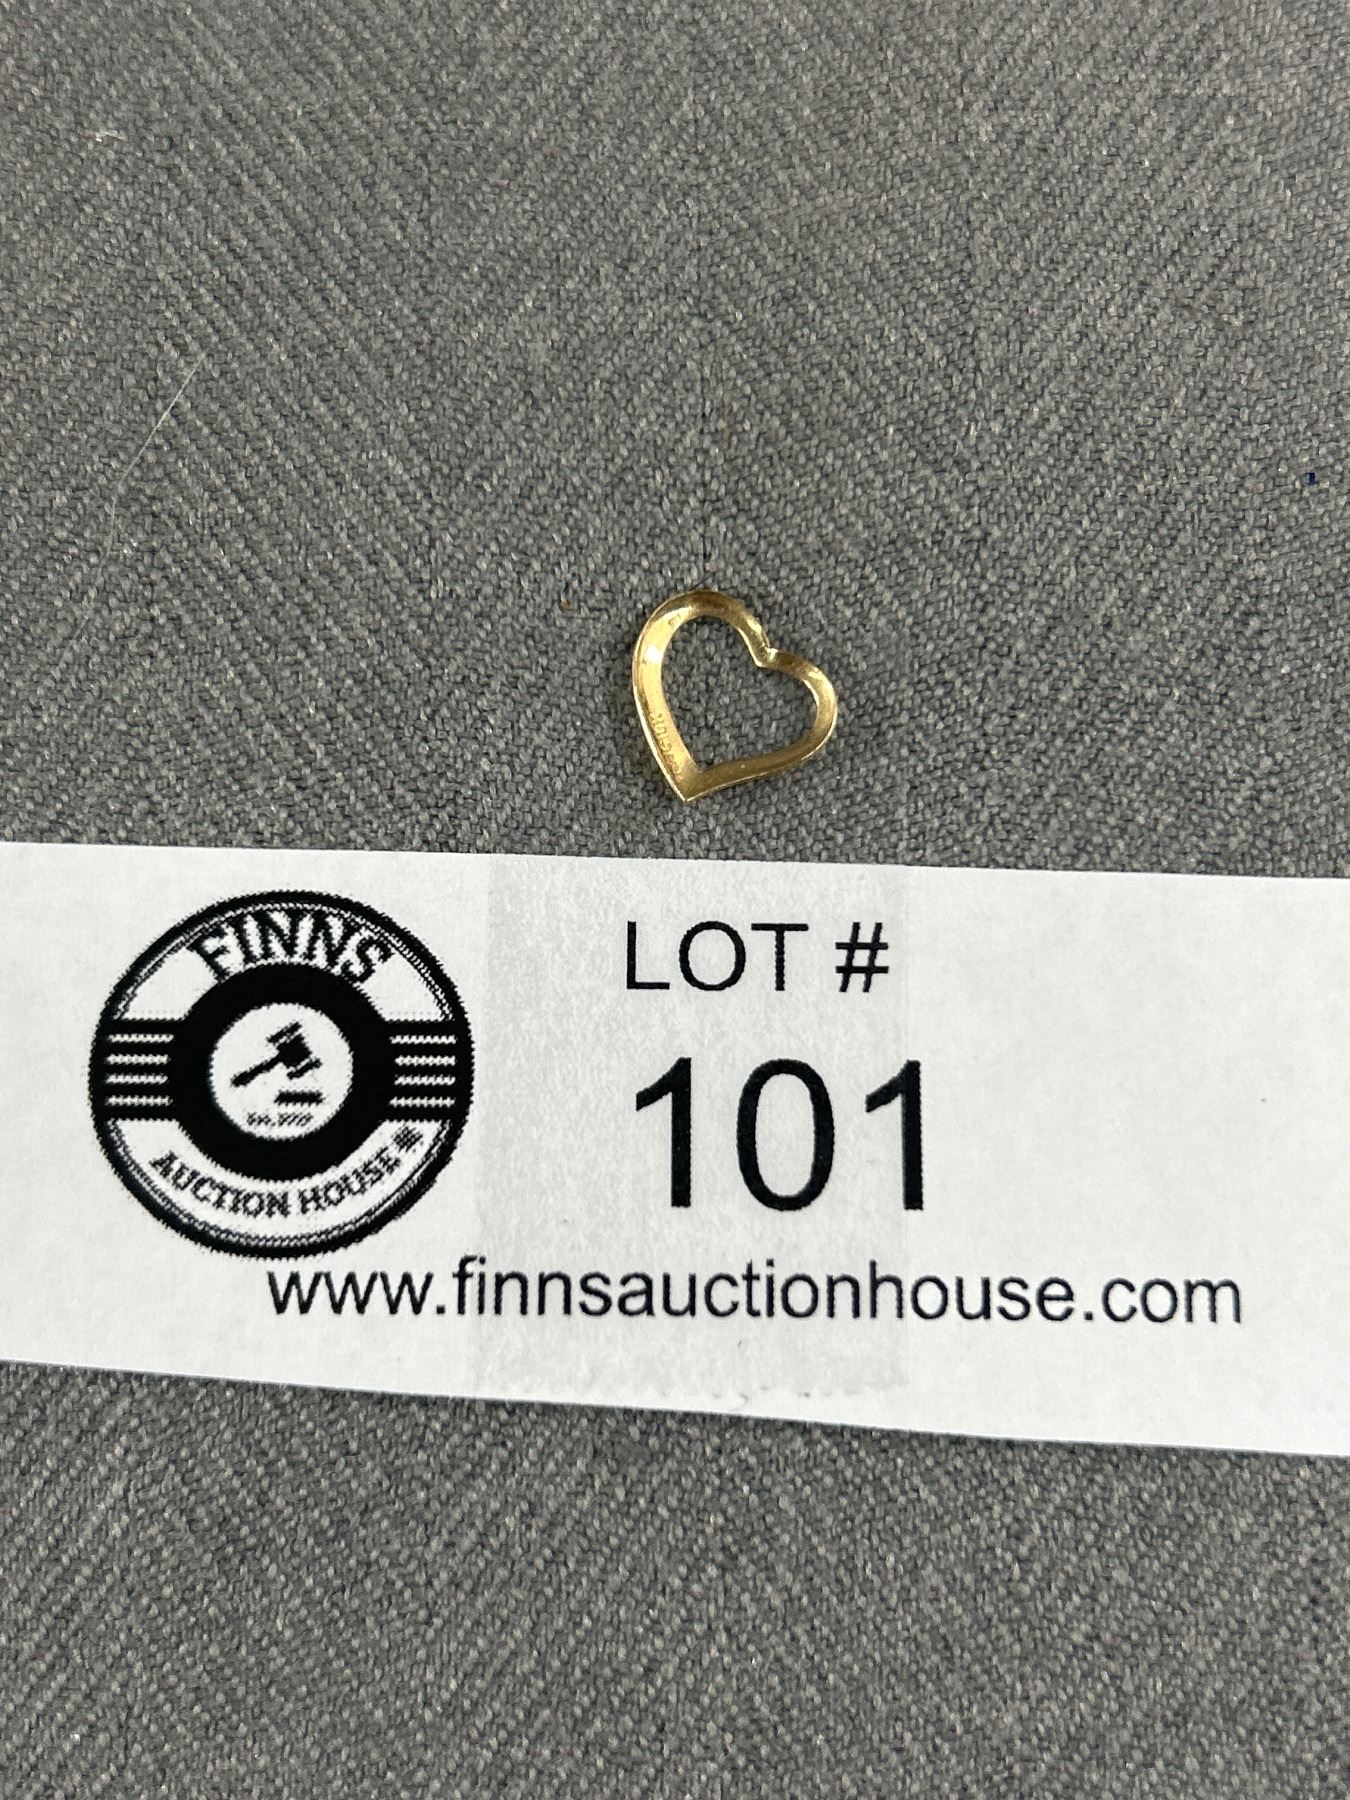 FINNS
AUCTION HOUSE
LOT #
101
www.finnsauctionhouse.com